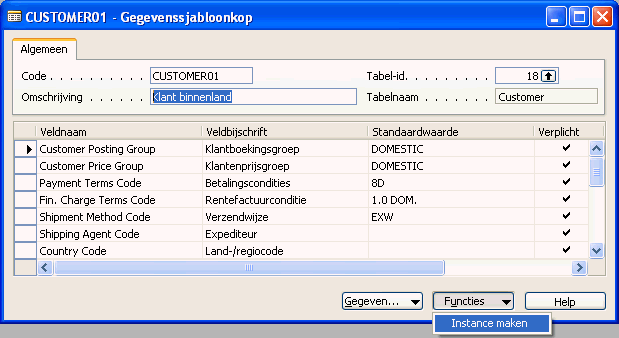 CUSTOMER01 - Gegevenssjabloonkop
Algemeen
Code . . . . . . . . . . CUSTOMER01 Tabel-id. . . . . . . . . 18
Omschrijving . . . . . . Klant binnenland Tabelnaam . . . . . . . Customer
Veldnaam Veldbijschrift Standaardwaarde Verplicht
Customer Posting Group Klantboekingsgroep DOMESTIC
Customer Price Group Klantenprijsgroep DOMESTIC
Payment Terms Code Betalingscondities 8D
Fin. Charge Terms Code Rentefactuurconditie 1.0 DOM.
Shipment Method Code Verzendwijze EXW
Shipping Agent Code Expediteur
Country Code Land-/regiocode
Gegeven... Functies Help
Instance maken